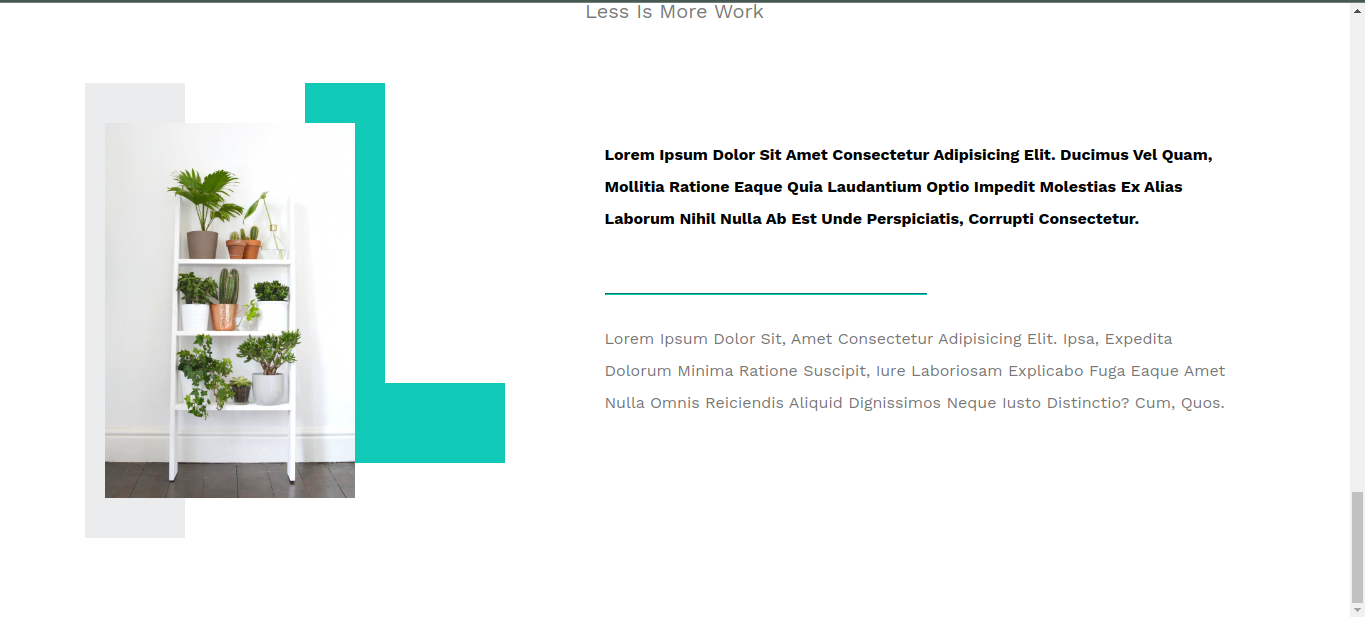 Less Is More Work
Lorem Ipsum Dolor Sit Amet Consectetur Adipisicing Elit. Ducimus Vel Quam,
Mollitia Ratione Eaque Quia Laudantium Optio Impedit Molestias Ex Alias
Laborum Nihil Nulla Ab Est Unde Perspiciatis, Corrupti Consectetur.
Lorem Ipsum Dolor Sit, Amet Consectetur Adipisicing Elit. Ipsa, Expedita
Dolorum Minima Ratione Suscipit, Iure Laboriosam Explicabo Fuga Eaque Amet
Nulla Omnis Reiciendis Aliquid Dignissimos Neque Iusto Distinctio? Cum, Quos.